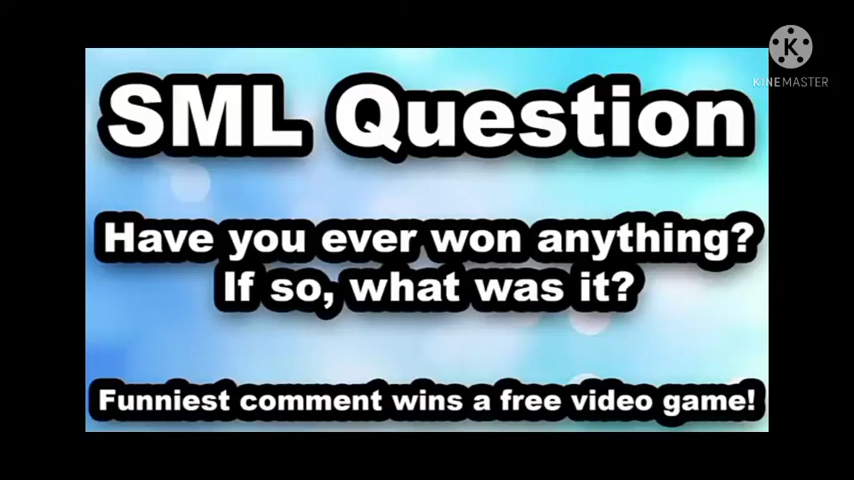 K
KINEMASTER
SML Question
Have you ever won anything?
If so, what was it?
Funniest comment wins a free video game!